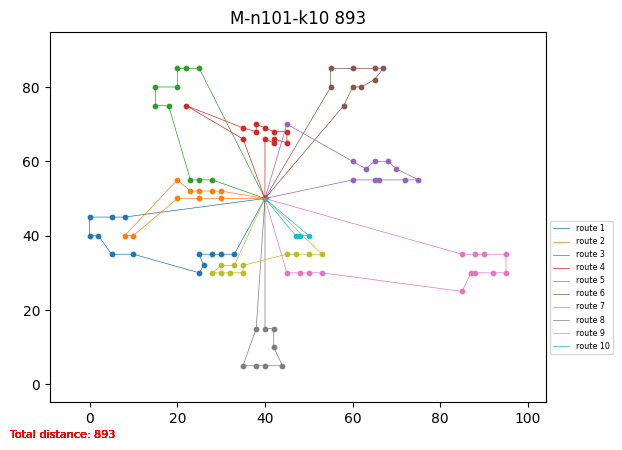 M-n101-k10 893
80
60
40
20
0
0 20 40 60 80 100
route 1
route 2
route 3
route 4
route 5
route 6
route 7
route 8
route 9
route 10
Total distance: 893